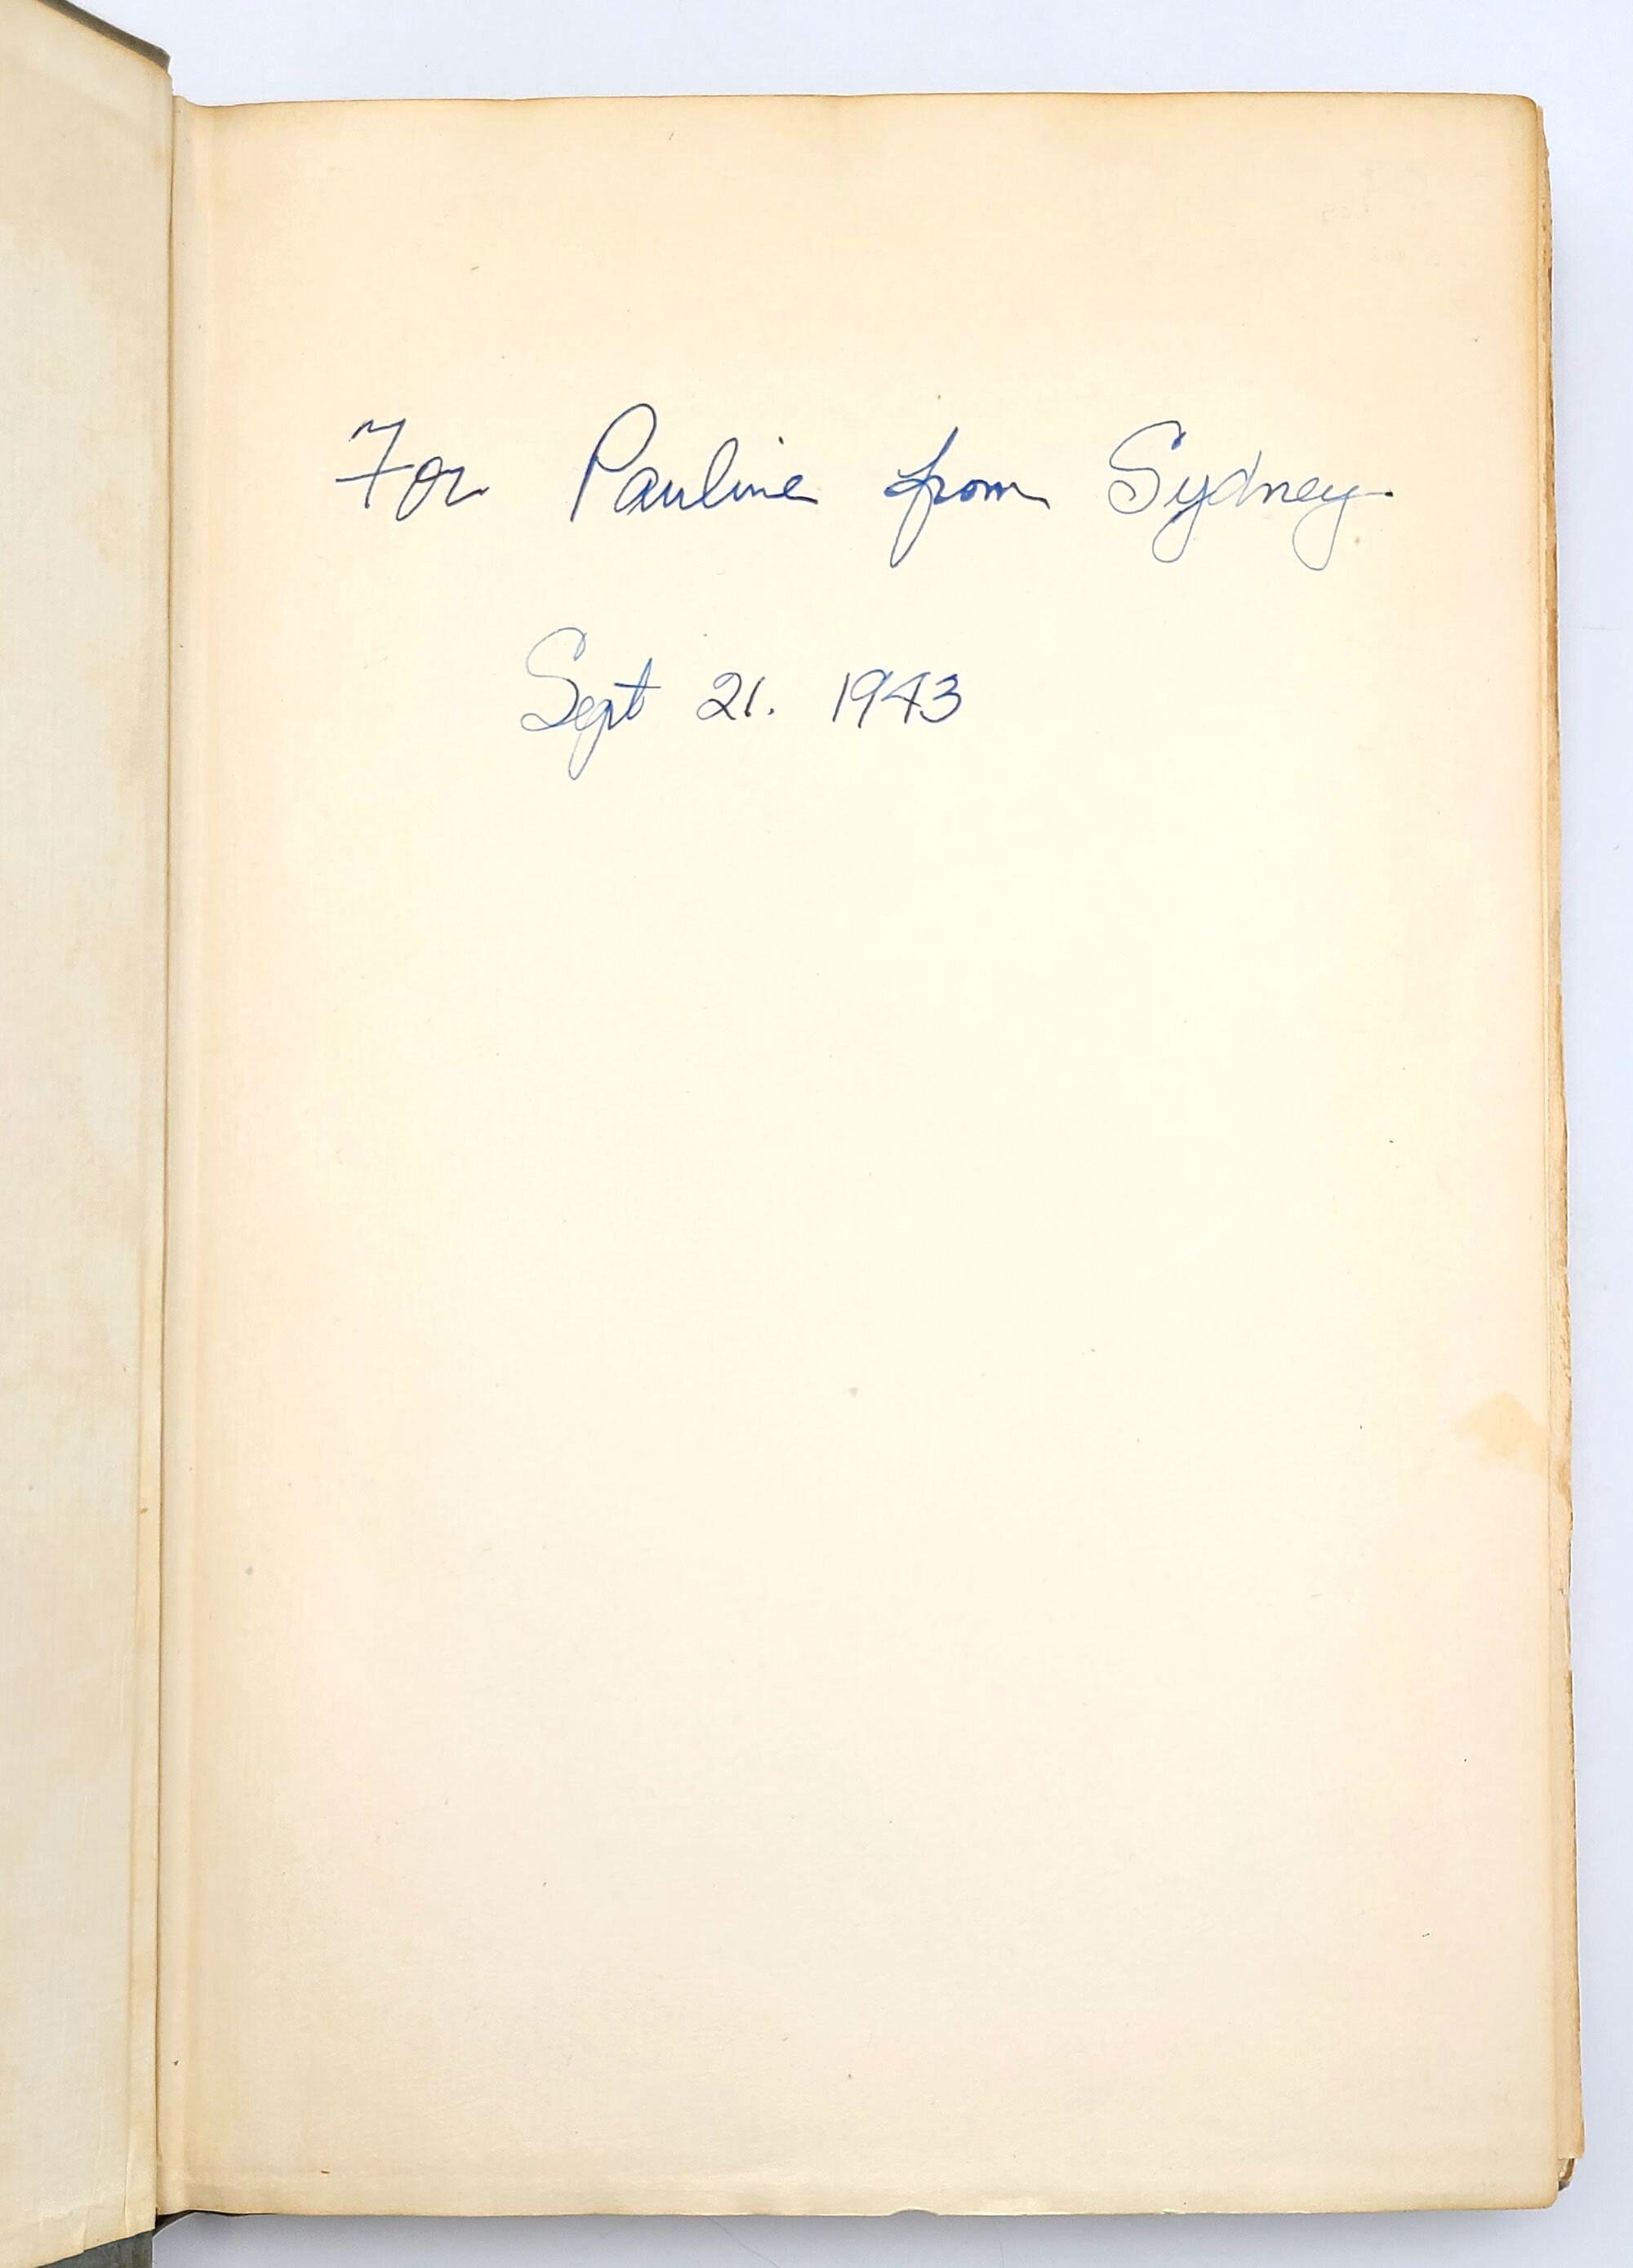 For Pauline from Sydney
Sept 21. 1943